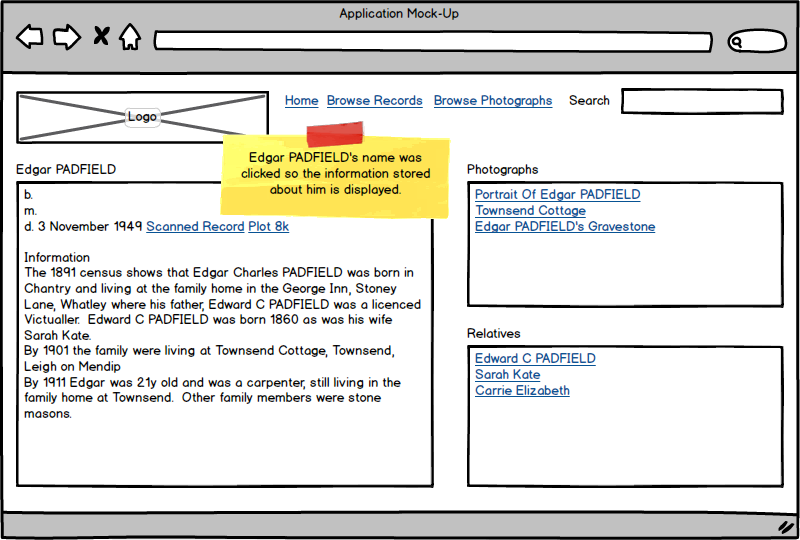 Application Mock-Up
Logo
Home Browse Records Browse Photographs Search
Edgar PADFIELD's name was
clicked so the information stored
about him is displayed.
Edgar PADFIELD
b.
m.
d. 3 November 1949 Scanned Record Plot 8k
Information
The 1891 census shows that Edgar Charles PADFIELD was born in
Chantry and living at the family home in the George Inn, Stoney
Lane, Whatley where his father, Edward C PADFIELD was a licenced
Victualler. Edward C PADFIELD was born 1860 as was his wife
Sarah Kate.
By 1901 the family were living at Townsend Cottage, Townsend,
Leigh on Mendip
By 1911 Edgar was 21y old and was a carpenter, still living in the
family home at Townsend. Other family members were stone
masons.
Photographs
Portrait Of Edgar PADFIELD
Townsend Cottage
Edgar PADFIELD's Gravestone
Relatives
Edward C PADFIELD
Sarah Kate
Carrie Elizabeth